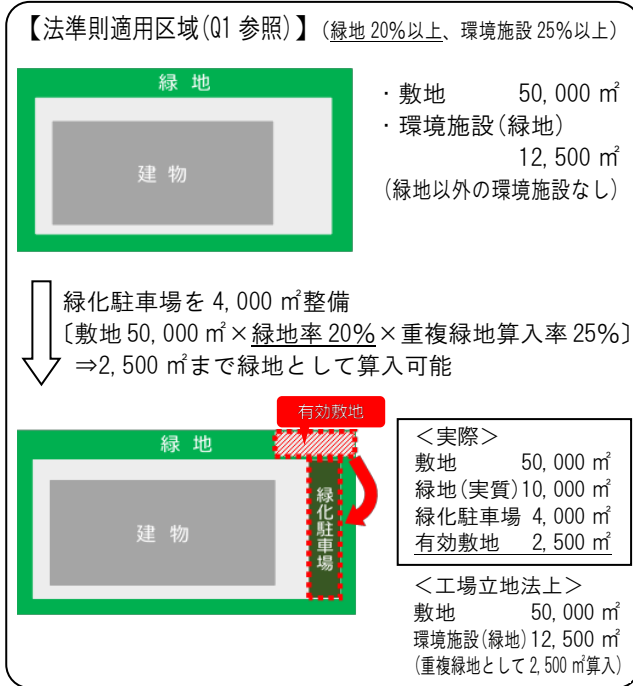 【法準則適用区域(Q1 参照)】(緑地 20%以上、環境施設 25%以上)
緑 地
建 物
・敷地 50,000 ㎡
・環境施設(緑地)
12,500 ㎡
(緑地以外の環境施設なし)
緑化駐車場を 4,000 ㎡整備
〔敷地 50,000 ㎡×緑地率 20%×重複緑地算入率 25%〕
⇒2,500 ㎡まで緑地として算入可能
有効敷地
緑 地
建 物
緑化駐車場
＜実際＞
敷地 50,000 ㎡
緑地(実質)10,000 ㎡
緑化駐車場 4,000 ㎡
有効敷地 2,500 ㎡
＜工場立地法上＞
敷地 50,000 ㎡
環境施設(緑地)12,500 ㎡
(重複緑地として 2,500 ㎡算入)